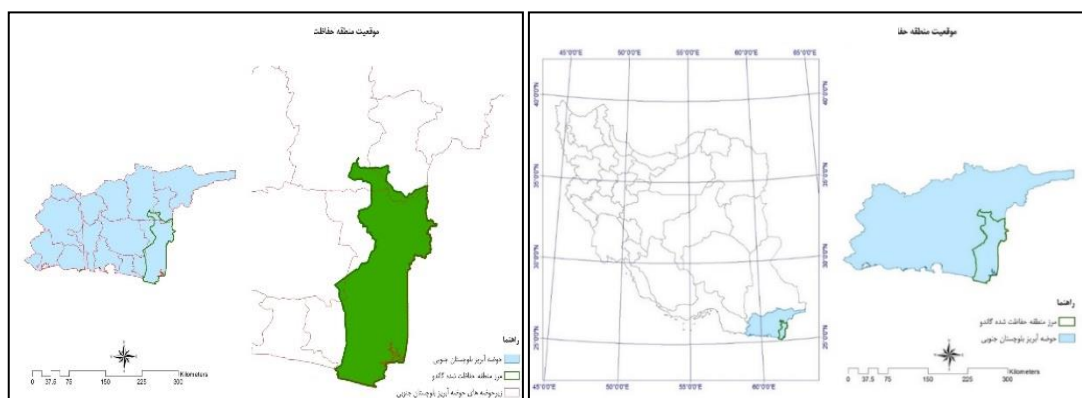 موقعیت منطقه حفاظت
راهنما
حوضه آبریز بلوچستان جنوبی
مرز منطقه حفاظت شده گاندو
زیرحوضه های حوضه آبریز بلوچستان جنوبی
0 37.5 75 150 225 300
Kilometers
موقعیت منطقه حفا
45°0'0"E 50°0'0"E 55°0'0"E 60°0'0"E 65°0'0"E
40°0'0"N 40°0'0"N
35°0'0"N
30°0'0"N
25°0'0"N
45°0'0"E 50°0'0"E 55°0'0"E 60°0'0"E
راهنما
مرز منطقه حفاظت شده گاندو
حوضه آبریز بلوچستان جنوبی
0 37.5 75 150 225 300
Kilometers